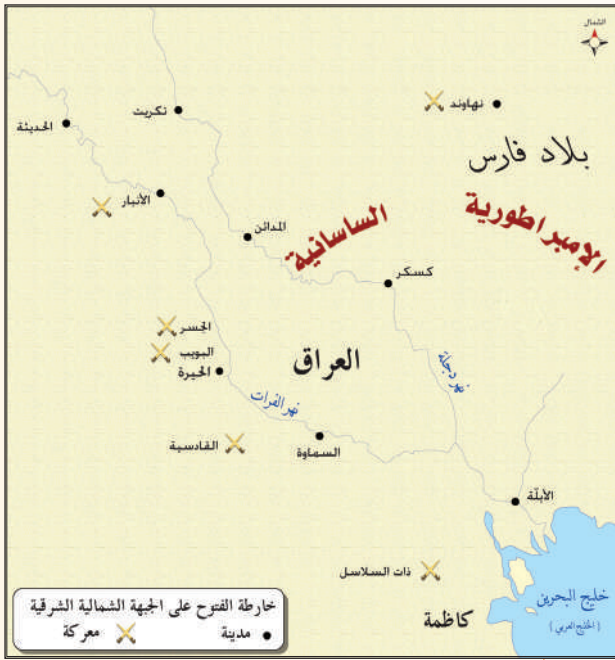 الشمال
نهاوند
تكريت
الحديثة
بلاد فارس
الأنبار
الإمبراطورية
الساسانية
المدائن
كسكر
الجسر
البويب
الحيرة
العراق
نهر دجلة
نهر الفرات
القادسية
السماوة
الأبلّة
ذات السلاسل
كاظمة
خليج البحرين
(الخليج العربي)
خارطة الفتوح على الجبهة الشمالية الشرقية
مدينة
معركة